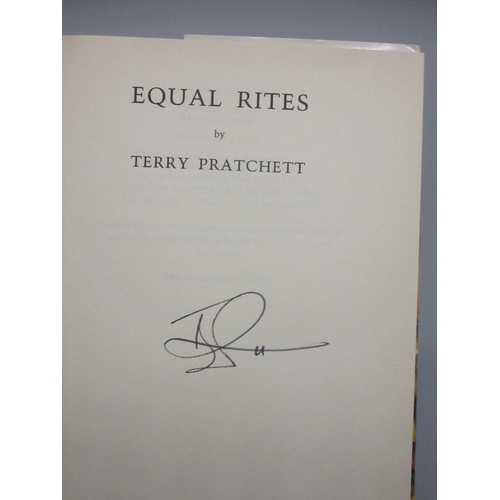 EQUAL RITES
by
TERRY PRATCHETT